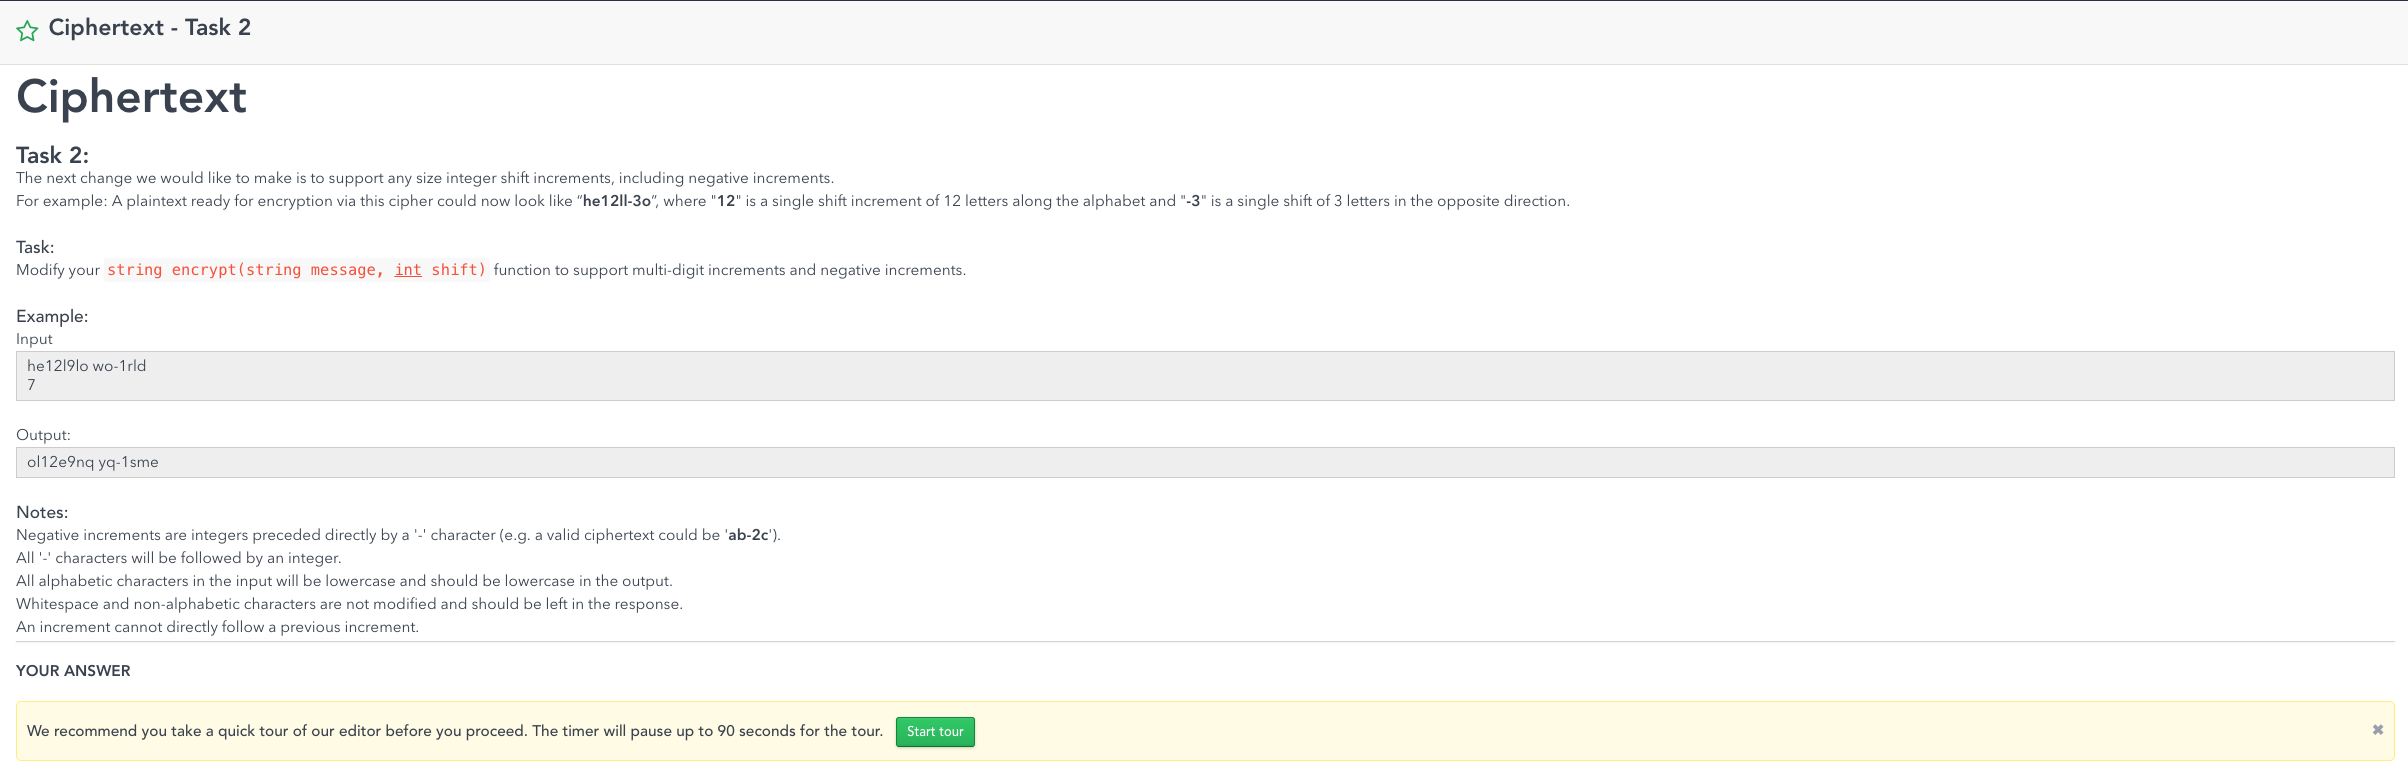 Ciphertext - Task 2
Ciphertext
Task 2:
The next change we would like to make is to support any size integer shift increments, including negative increments.
For example: A plaintext ready for encryption via this cipher could now look like “he12ll-3o”, where "12" is a single shift increment of 12 letters along the alphabet and "-3" is a single shift of 3 letters in the opposite direction.
Task:
Modify your string encrypt(string message, int shift) function to support multi-digit increments and negative increments.
Example:
Input
he12l9lo wo-1rld
7
Output:
ol12e9nq yq-1sme
Notes:
Negative increments are integers preceded directly by a '-' character (e.g. a valid ciphertext could be 'ab-2c').
All '-' characters will be followed by an integer.
All alphabetic characters in the input will be lowercase and should be lowercase in the output.
Whitespace and non-alphabetic characters are not modified and should be left in the response.
An increment cannot directly follow a previous increment.
YOUR ANSWER
We recommend you take a quick tour of our editor before you proceed. The timer will pause up to 90 seconds for the tour. Start tour